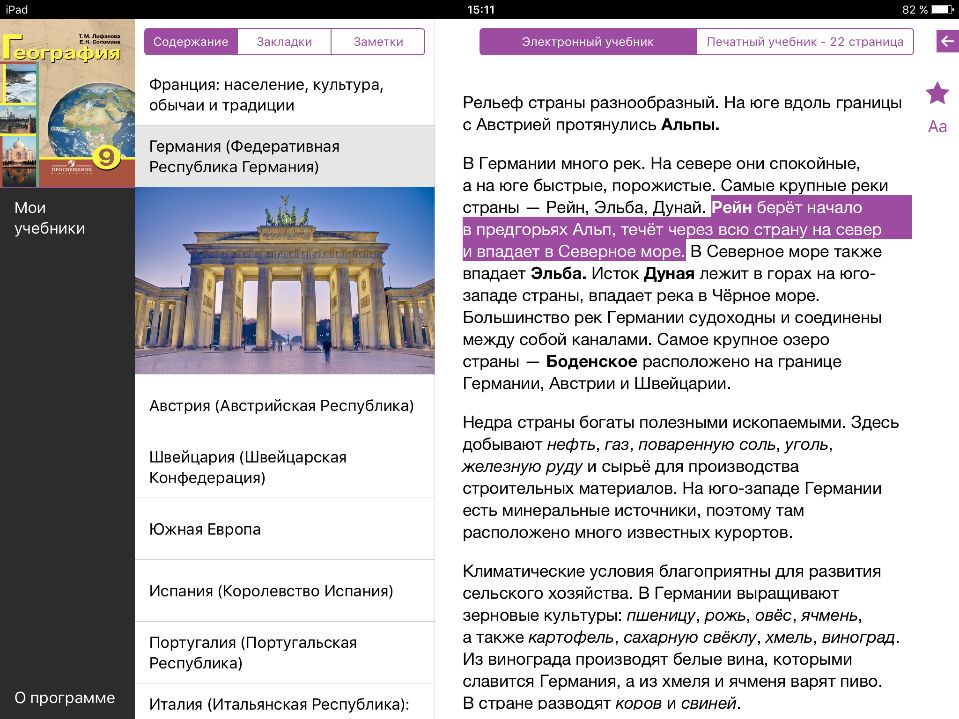 iPad
15:11
82 %
Т. М. Лифанова
Е. Н. Соломина
География
9
ПРОСВЕЩЕНИЕ
Мои
учебники
О программе
Содержание
Закладки
Заметки
Франция: население, культура,
обычаи и традиции
Германия (Федеративная
Республика Германия)
Австрия (Австрийская Республика)
Швейцария (Швейцарская
Конфедерация)
Южная Европа
Испания (Королевство Испания)
Португалия (Португальская
Республика)
Италия (Итальянская Республика):
Электронный учебник
Печатный учебник - 22 страница
Aa
Рельеф страны разнообразный. На юге вдоль границы
с Австрией протянулись Альпы.
В Германии много рек. На севере они спокойные,
а на юге быстрые, порожистые. Самые крупные реки
страны — Рейн, Эльба, Дунай. Рейн берёт начало
в предгорьях Альп, течёт через всю страну на север
и впадает в Северное море. В Северное море также
впадает Эльба. Исток Дуная лежит в горах на юго-
западе страны, впадает река в Чёрное море.
Большинство рек Германии судоходны и соединены
между собой каналами. Самое крупное озеро
страны — Боденское расположено на границе
Германии, Австрии и Швейцарии.
Недра страны богаты полезными ископаемыми. Здесь
добывают нефть, газ, поваренную соль, уголь,
железную руду и сырьё для производства
строительных материалов. На юго-западе Германии
есть минеральные источники, поэтому там
расположено много известных курортов.
Климатические условия благоприятны для развития
сельского хозяйства. В Германии выращивают
зерновые культуры: пшеницу, рожь, овёс, ячмень,
а также картофель, сахарную свёклу, хмель, виноград.
Из винограда производят белые вина, которыми
славится Германия, а из хмеля и ячменя варят пиво.
В стране разводят коров и свиней.